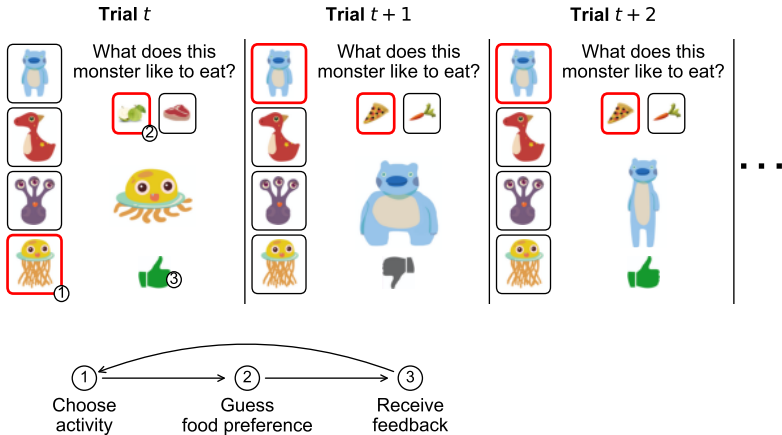 Trial t
Trial t + 1
Trial t + 2
What does this
monster like to eat?
2
1
3
What does this
monster like to eat?
What does this
monster like to eat?
...
1
2
3
Choose
activity
Guess
food preference
Receive
feedback